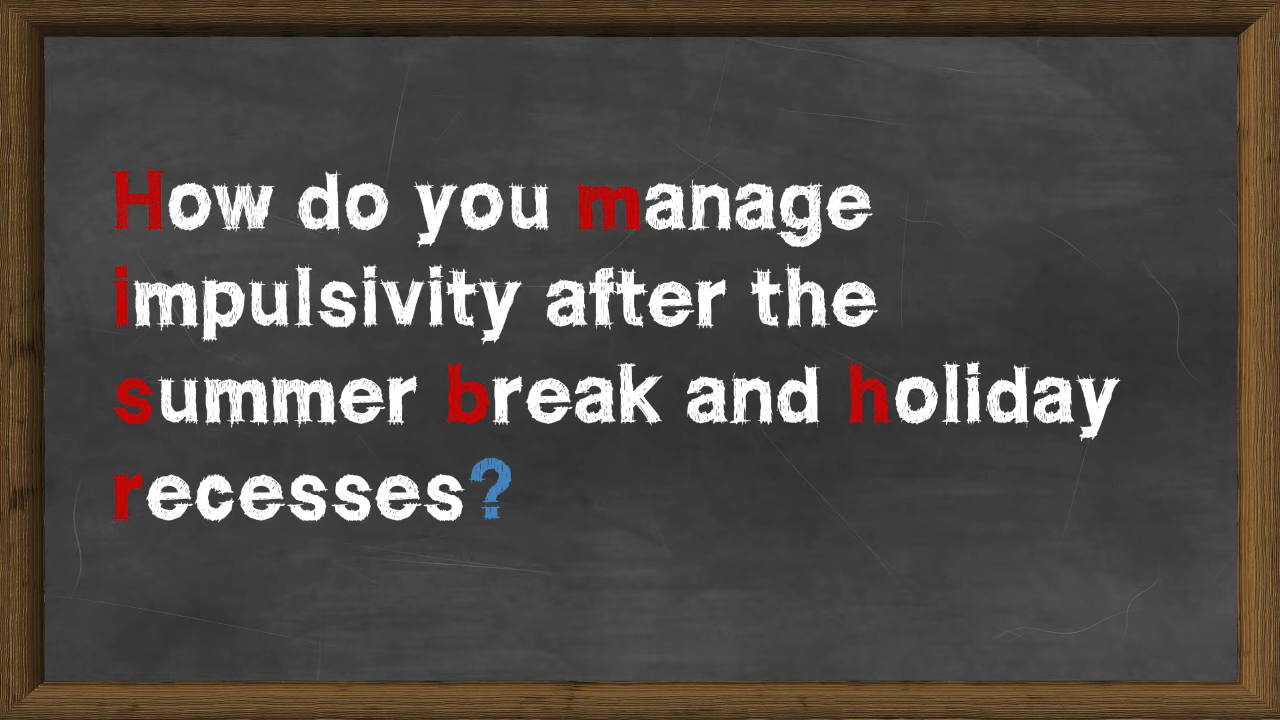 How do you manage
impulsivity after the
summer break and holiday
recesses?